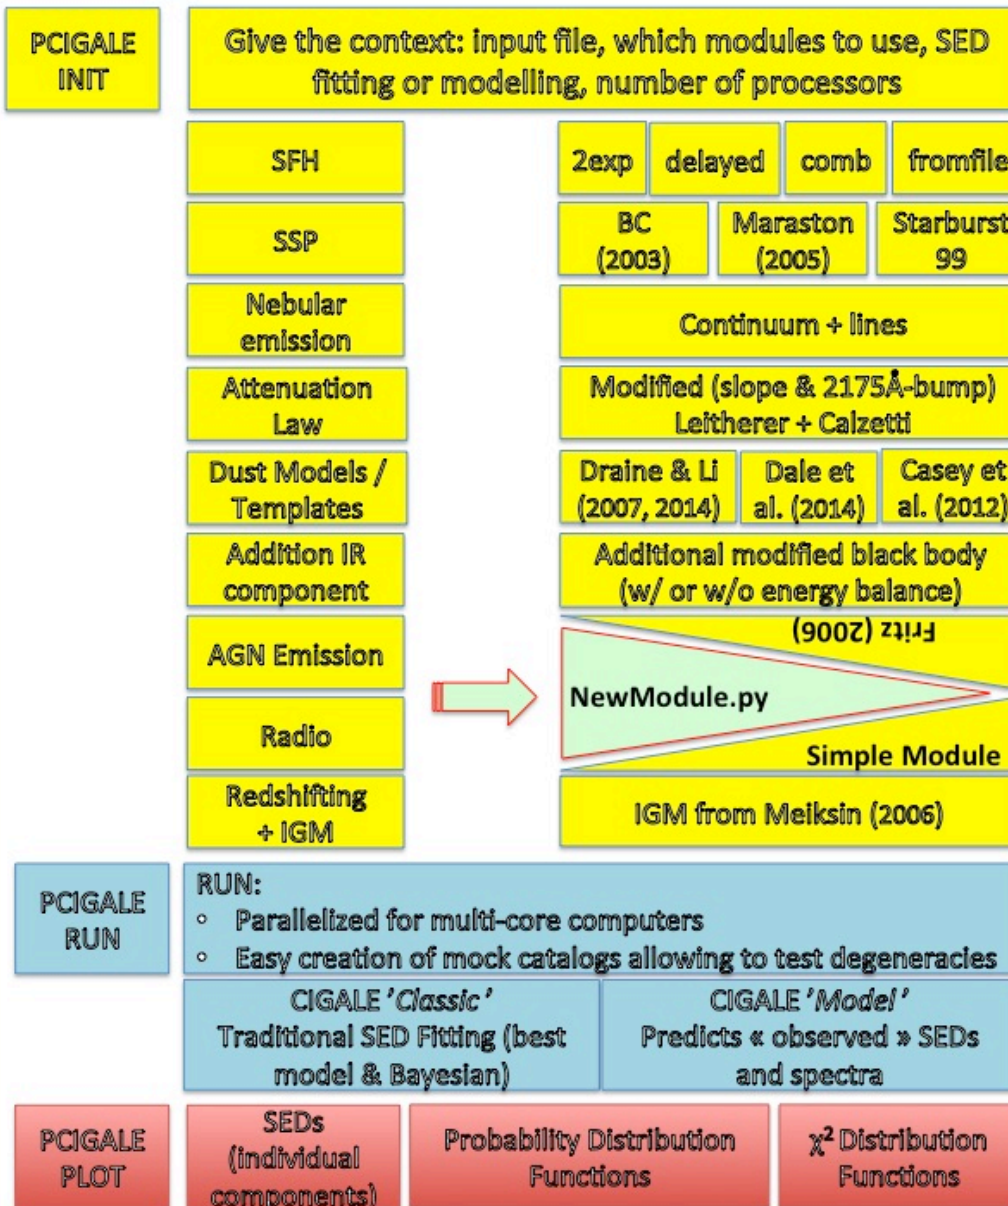 PCIGALE
INIT
Give the context: input file, which modules to use, SED
fitting or modelling, number of processors
SFH
2exp
delayed
comb
fromfile
SSP
BC
(2003)
Maraston
(2005)
Starburst
99
Nebular
emission
Continuum + lines
Attenuation
Law
Modified (slope & 2175Å-bump)
Leitherer + Calzetti
Dust Models /
Templates
Draine & Li
(2007, 2014)
Dale et
al. (2014)
Casey et
al. (2012)
Addition IR
component
Additional modified black body
(w/ or w/o energy balance)
AGN Emission
Fritz (2006)
NewModule.py
Radio
Simple Module
Redshifting
+ IGM
IGM from Meiksin (2006)
PCIGALE
RUN
RUN:
• Parallelized for multi-core computers
• Easy creation of mock catalogs allowing to test degeneracies
CIGALE 'Classic'
Traditional SED Fitting (best
model & Bayesian)
CIGALE 'Model'
Predicts « observed » SEDs
and spectra
PCIGALE
PLOT
SEDs
(individual
components)
Probability Distribution
Functions
χ² Distribution
Functions